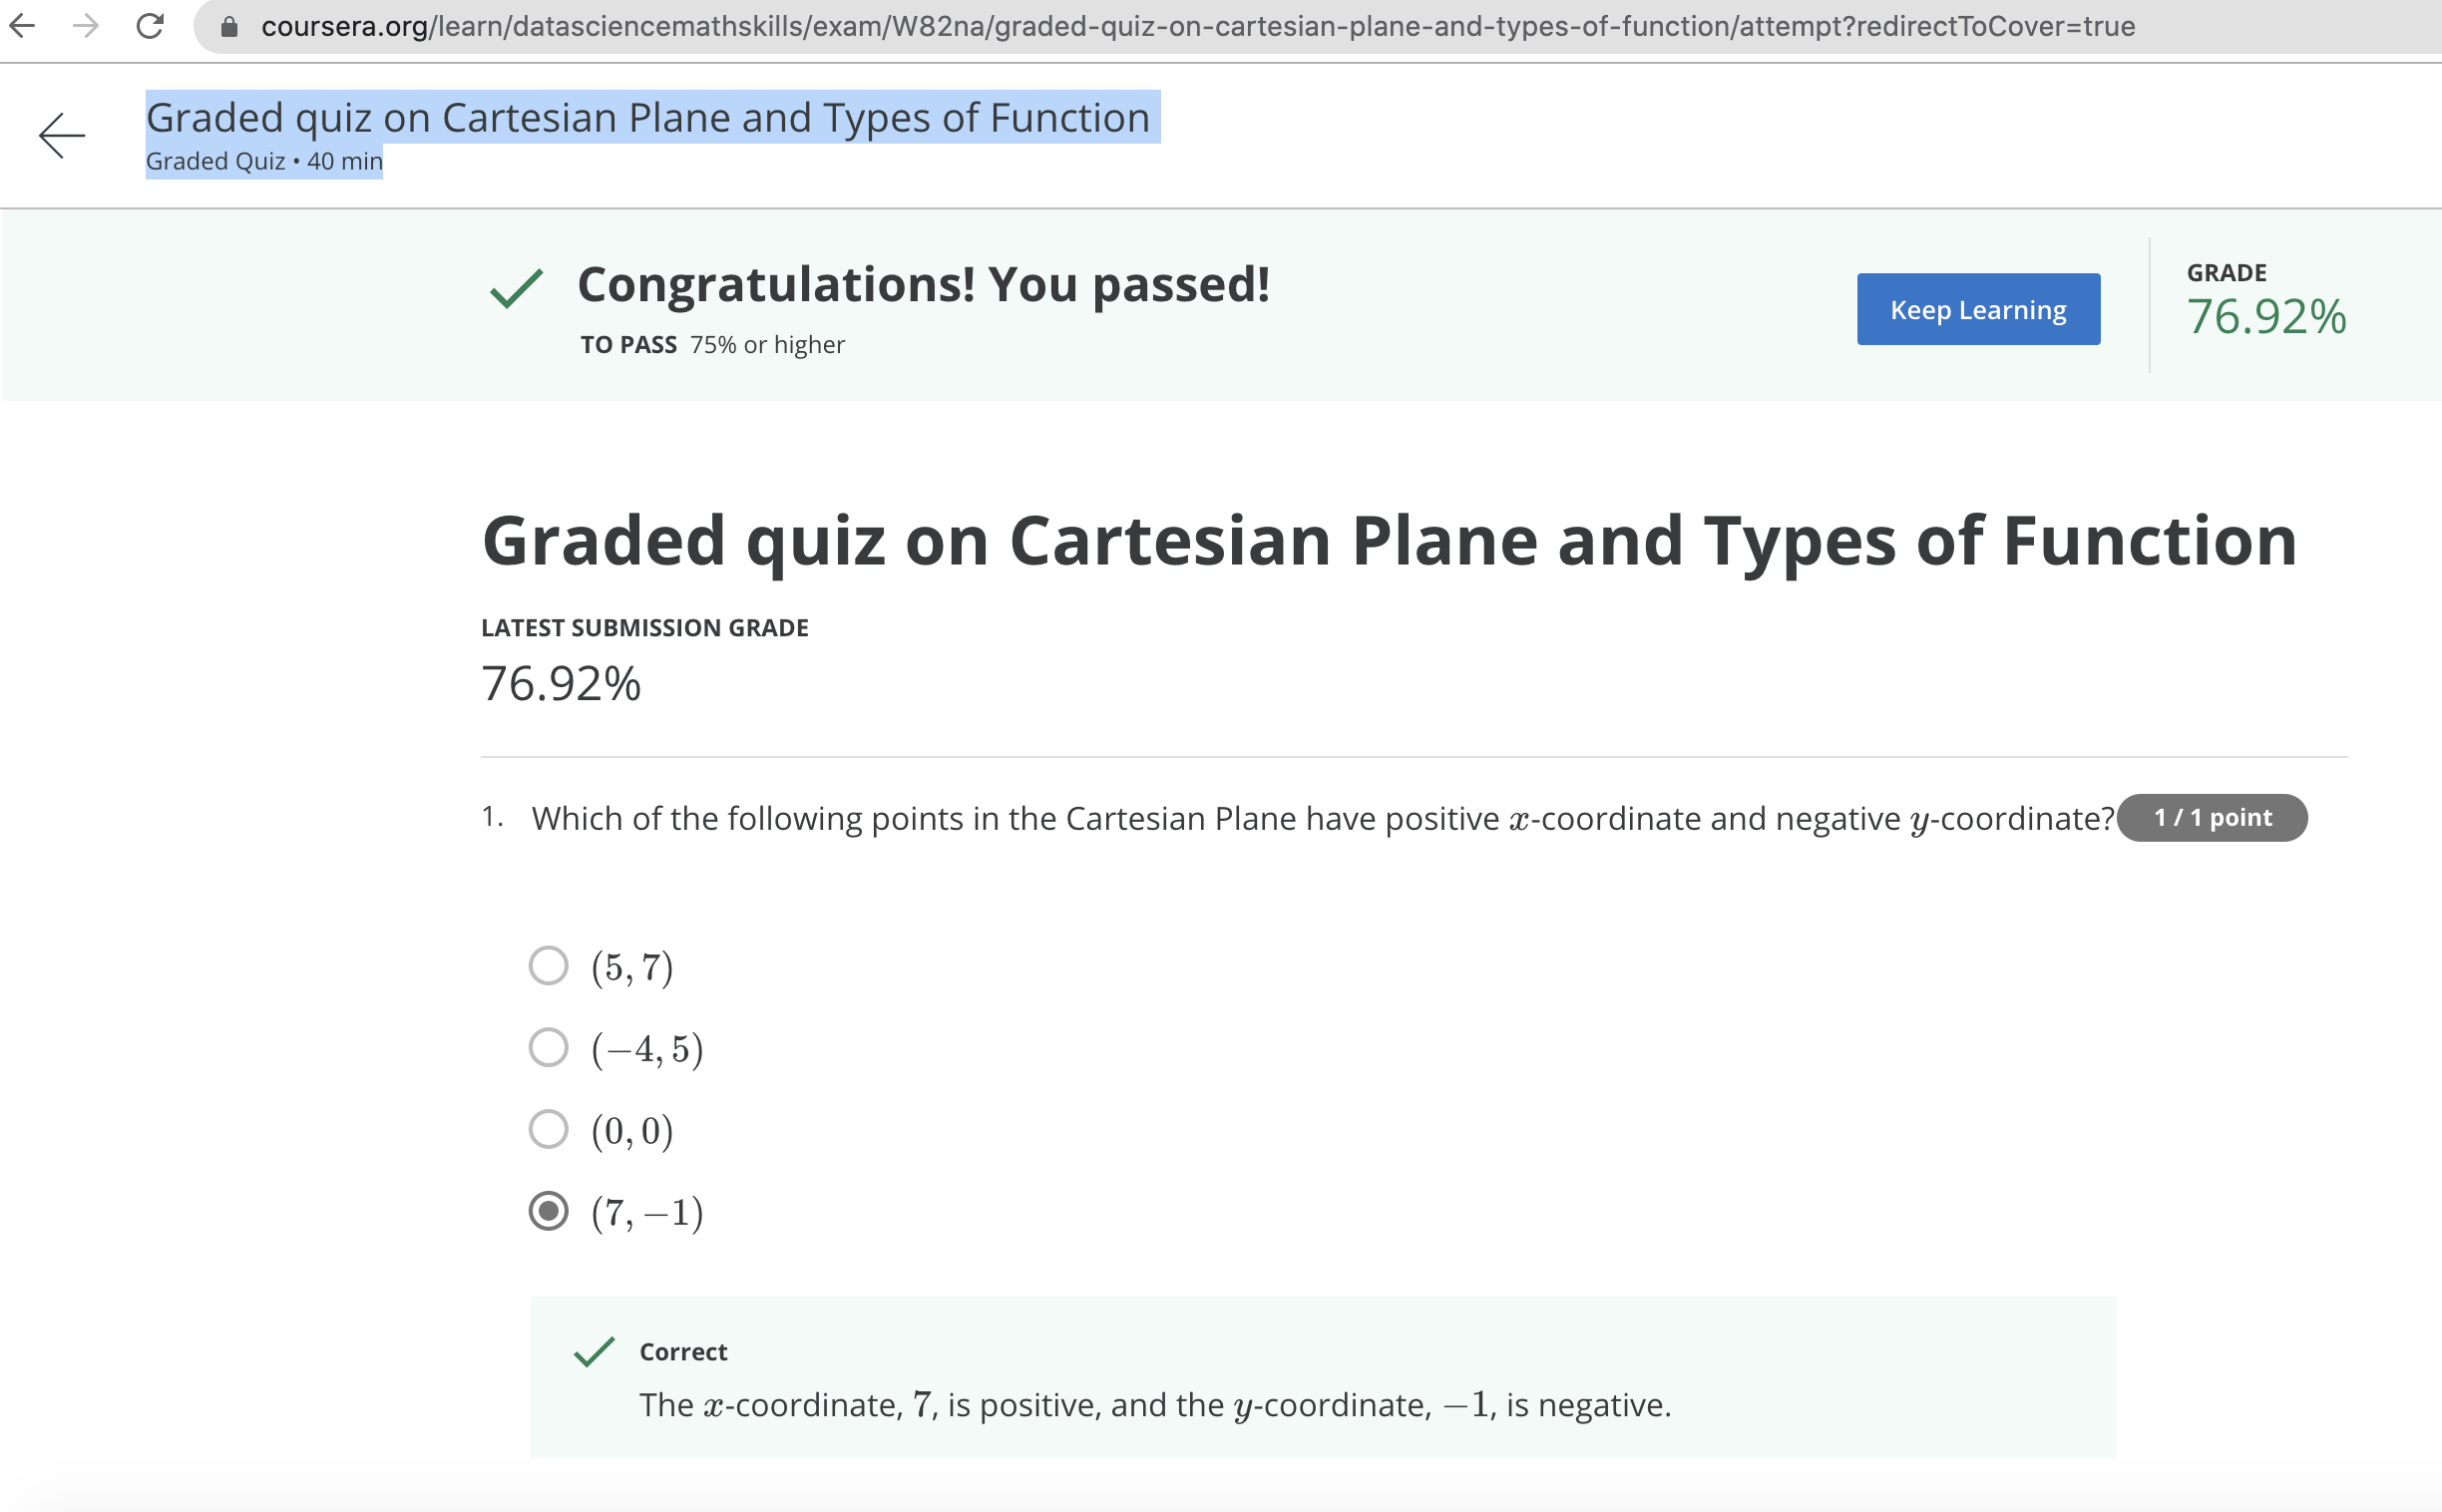 coursera.org/learn/datasciencemathskills/exam/W82na/graded-quiz-on-cartesian-plane-and-types-of-function/attempt?redirectToCover=true
Graded quiz on Cartesian Plane and Types of Function
Graded Quiz • 40 min
Congratulations! You passed!
TO PASS 75% or higher
Keep Learning
GRADE
76.92%
Graded quiz on Cartesian Plane and Types of Function
LATEST SUBMISSION GRADE
76.92%
1. Which of the following points in the Cartesian Plane have positive x-coordinate and negative y-coordinate? 1 / 1 point
(5, 7)
(−4, 5)
(0, 0)
(7, −1)
Correct
The x-coordinate, 7, is positive, and the y-coordinate, −1, is negative.